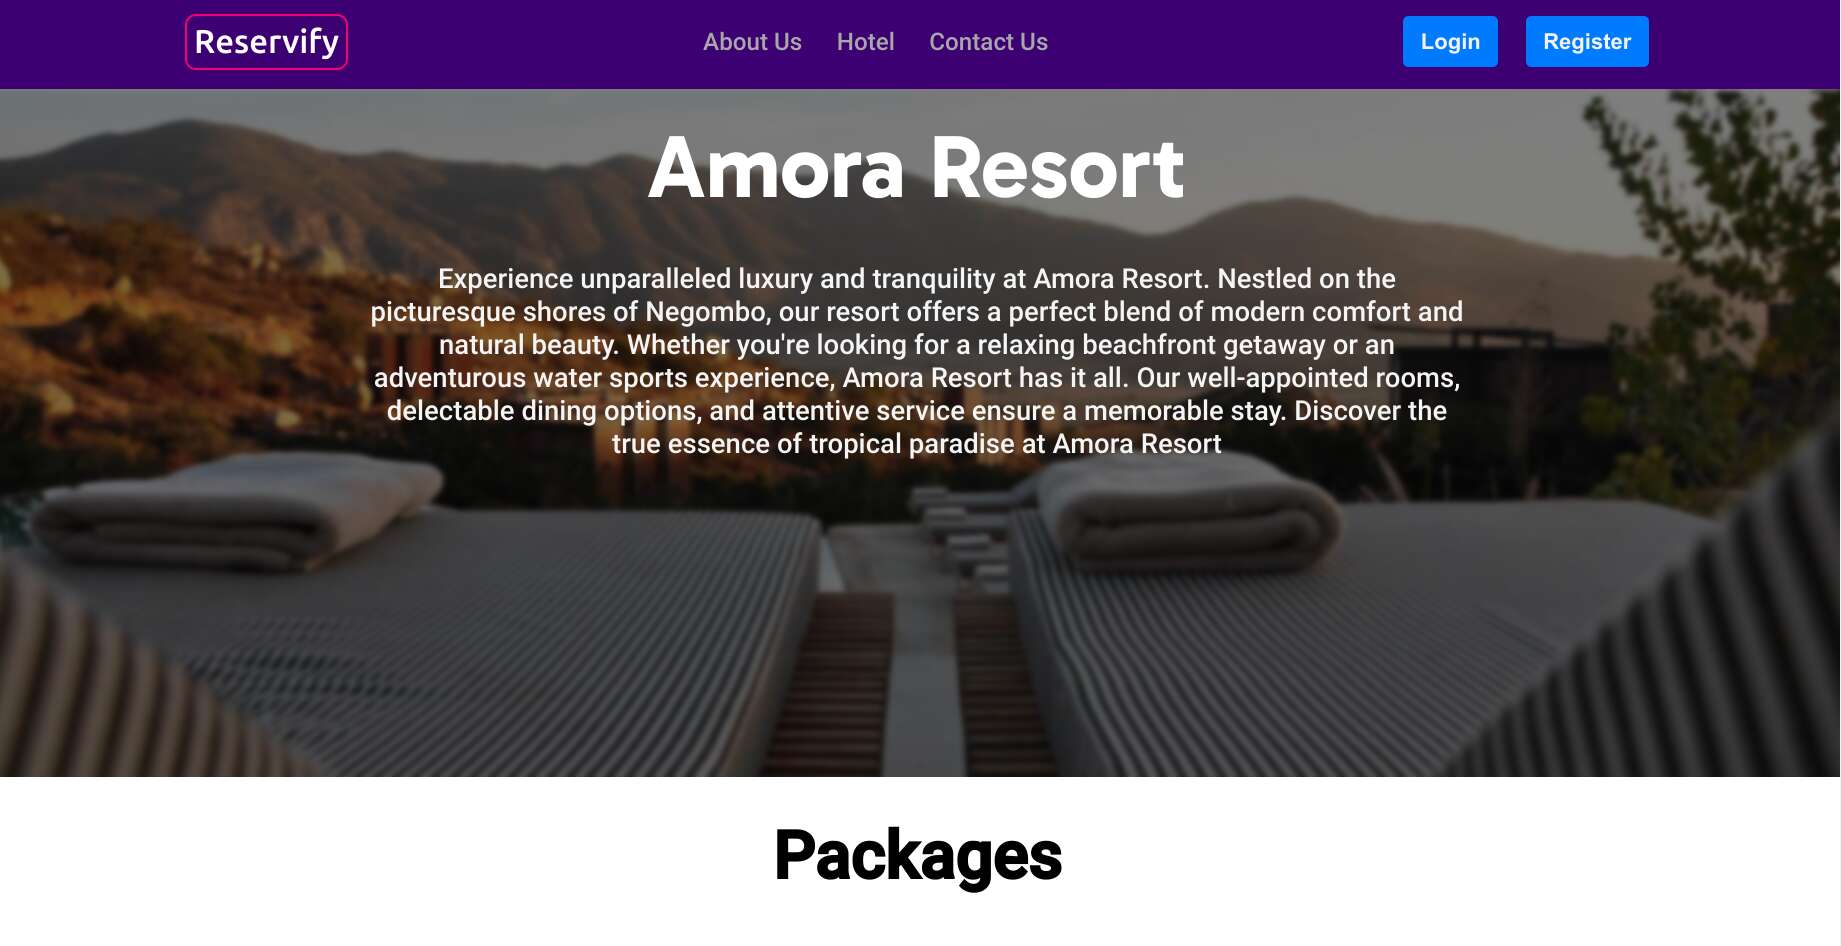 Reservify
About Us
Hotel
Contact Us
Login
Register
Amora Resort
Experience unparalleled luxury and tranquility at Amora Resort. Nestled on the
picturesque shores of Negombo, our resort offers a perfect blend of modern comfort and
natural beauty. Whether you're looking for a relaxing beachfront getaway or an
adventurous water sports experience, Amora Resort has it all. Our well-appointed rooms,
delectable dining options, and attentive service ensure a memorable stay. Discover the
true essence of tropical paradise at Amora Resort
Packages